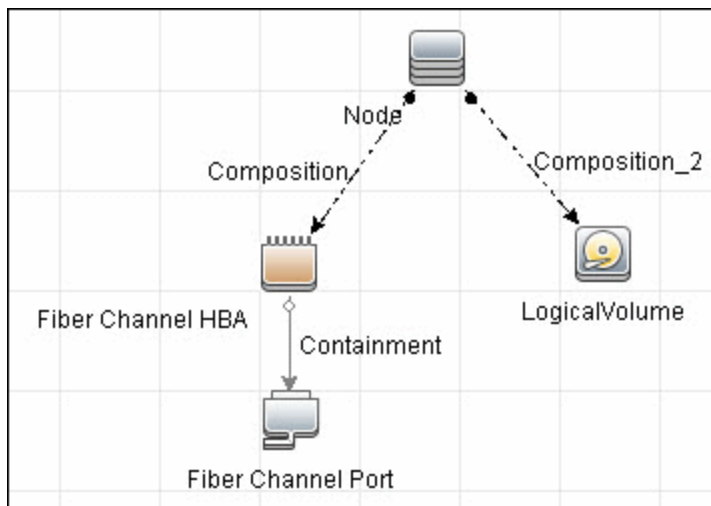 Node
Composition
Composition_2
Fiber Channel HBA
LogicalVolume
Containment
Fiber Channel Port